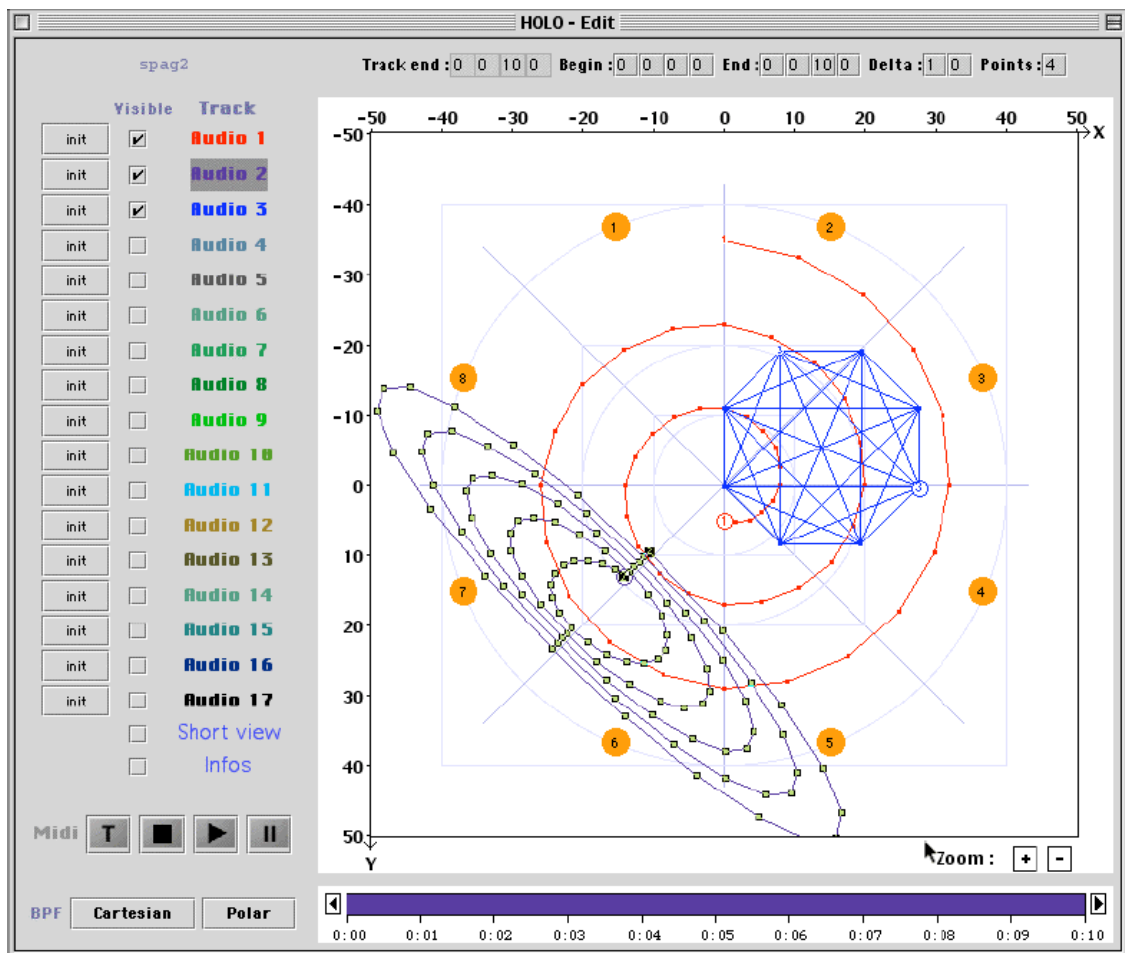 HOLO - Edit
spag2
Track end : 0 0 10 0 Begin : 0 0 0 0 End : 0 0 10 0 Delta : 1 0 Points : 4
Visible Track
init Audio 1
init Audio 2
init Audio 3
init Audio 4
init Audio 5
init Audio 6
init Audio 7
init Audio 8
init Audio 9
init Audio 10
init Audio 11
init Audio 12
init Audio 13
init Audio 14
init Audio 15
init Audio 16
init Audio 17
Short view
Infos
Midi T
BPF Cartesian Polar
-50 -40 -30 -20 -10 0 10 20 30 40 50
X
-50
-40
-30
-20
-10
0
10
20
30
40
50
Y
1
2
3
4
5
6
7
8
1
3
Zoom : + -
0:00 0:01 0:02 0:03 0:04 0:05 0:06 0:07 0:08 0:09 0:10